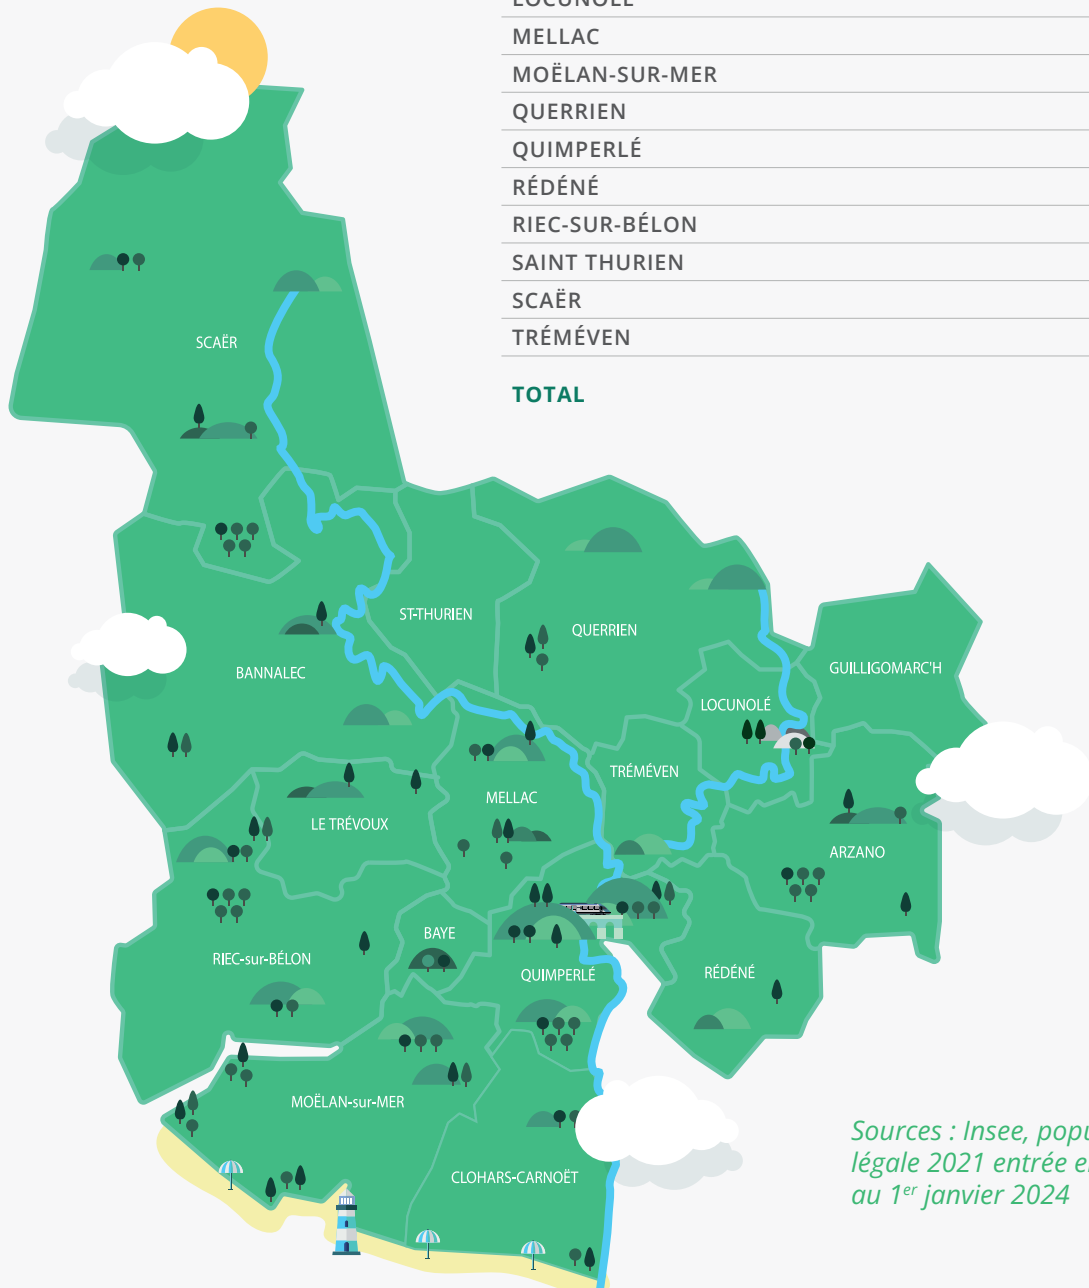 LOCUNOLÉ
MELLAC
MOËLAN-SUR-MER
QUERRIEN
QUIMPERLÉ
RÉDÉNÉ
RIEC-SUR-BÉLON
SAINT THURIEN
SCAËR
TRÉMÉVEN
TOTAL
SCAËR
ST-THURIEN
QUERRIEN
GUILLIGOMARC'H
BANNALEC
LOCUNOLÉ
TRÉMÉVEN
MELLAC
LE TRÉVOUX
ARZANO
BAYE
RIEC-sur-BÉLON
QUIMPERLÉ
RÉDÉNÉ
MOËLAN-sur-MER
CLOHARS-CARNOËT
Sources : Insee, popu
légale 2021 entrée e
au 1er janvier 2024